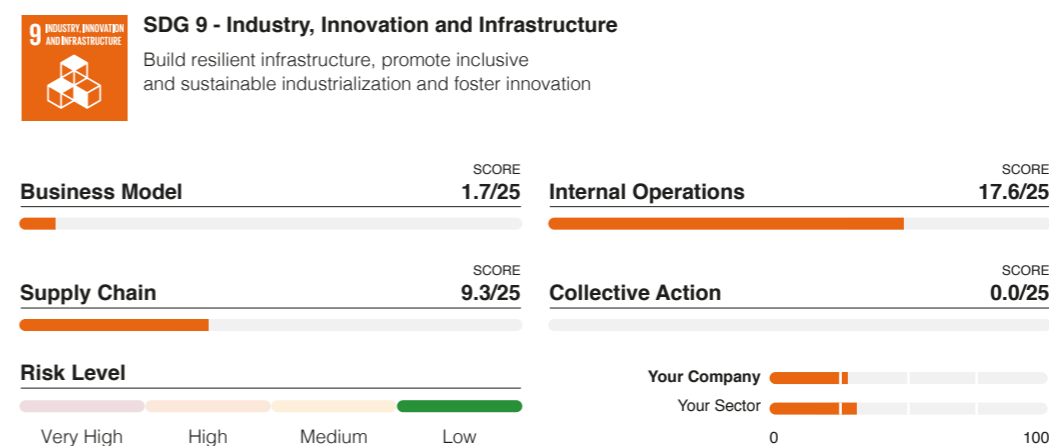 9 INDUSTRY, INNOVATION
AND INFRASTRUCTURE
SDG 9 - Industry, Innovation and Infrastructure
Build resilient infrastructure, promote inclusive
and sustainable industrialization and foster innovation
SCORE
Business Model 1.7/25
SCORE
Internal Operations 17.6/25
SCORE
Supply Chain 9.3/25
SCORE
Collective Action 0.0/25
Risk Level
Very High High Medium Low
Your Company
Your Sector
0 100